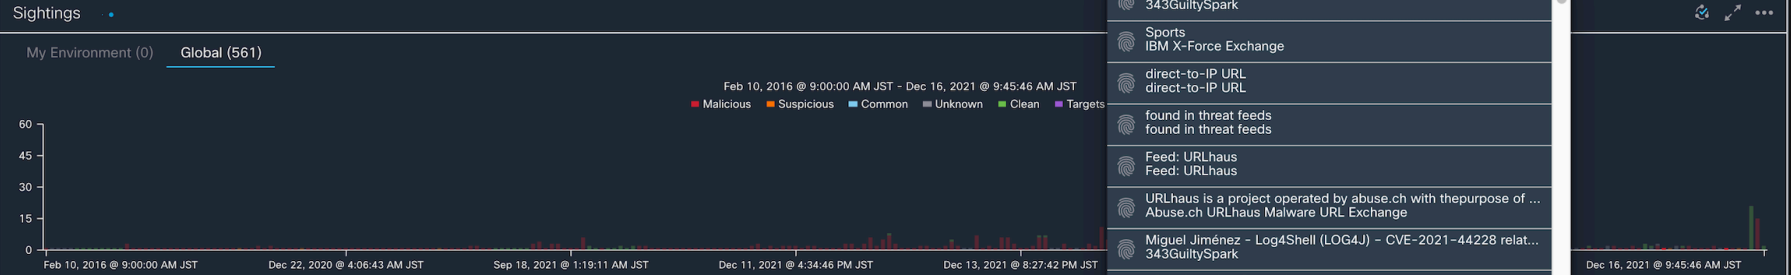 Sightings
My Environment (0)
Global (561)
Feb 10, 2016 @ 9:00:00 AM JST - Dec 16, 2021 @ 9:45:46 AM JST
Malicious
Suspicious
Common
Unknown
Clean
Targets
60
45
30
15
0
Feb 10, 2016 @ 9:00:00 AM JST
Dec 22, 2020 @ 4:06:43 AM JST
Sep 18, 2021 @ 1:19:11 AM JST
Dec 11, 2021 @ 4:34:46 PM JST
Dec 13, 2021 @ 8:27:42 PM JST
Dec 16, 2021 @ 9:45:46 AM JST
343GuiltySpark
Sports
IBM X-Force Exchange
direct-to-IP URL
direct-to-IP URL
found in threat feeds
found in threat feeds
Feed: URLhaus
Feed: URLhaus
URLhaus is a project operated by abuse.ch with thepurpose of ...
Abuse.ch URLhaus Malware URL Exchange
Miguel Jiménez - Log4Shell (LOG4J) - CVE-2021-44228 relat...
343GuiltySpark